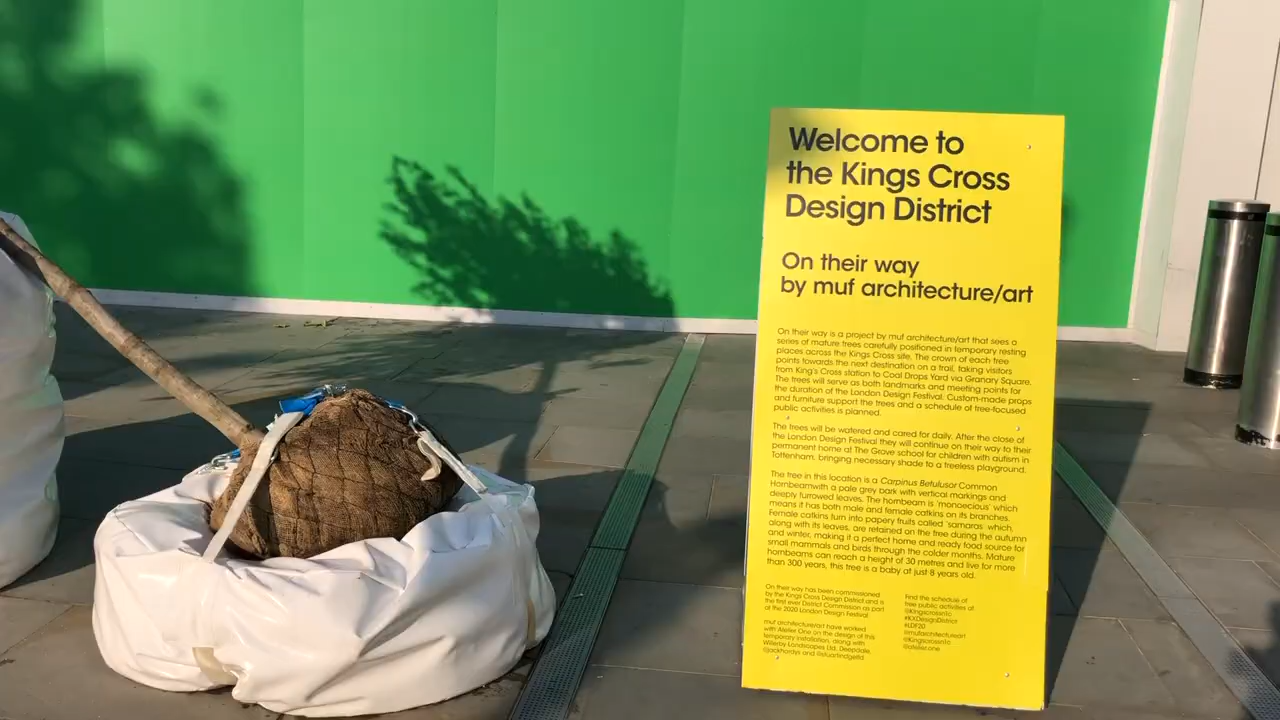 Welcome to
the Kings Cross
Design District
On their way
by muf architecture/art
On their way is a project by muf architecture/art that sees a
series of mature trees carefully positioned in temporary resting
places across the Kings Cross site. The crown of each tree
points towards the next destination on a trail, taking visitors
from King's Cross station to Coal Drops Yard via Granary Square.
The trees will serve as both landmarks and meeting points for
the duration of the London Design Festival. Custom-made props
and furniture support the trees and a schedule of tree-focused
public activities is planned.
The trees will be watered and cared for daily. After the close of
the London Design Festival they will continue on their way to their
permanent home at The Grove school for children with autism in
Tottenham, bringing necessary shade to a treeless playground.
The tree in this location is a Carpinus Betulusor Common
Hornbeamwith a pale grey bark with vertical markings and
deeply furrowed leaves. The hornbeam is 'monoecious' which
means it has both male and female catkins on its branches.
Female catkins turn into papery fruits called 'samaras' which,
along with its leaves, are retained on the tree during the autumn
and winter, making it a perfect home and ready food source for
small mammals and birds through the colder months. Mature
hornbeams can reach a height of 30 metres and live for more
than 300 years, this tree is a baby at just 8 years old.
On their way has been commissioned
by the Kings Cross Design District and is
the first ever District Commission as part
of the 2020 London Design Festival.
muf architecture/art have worked
with Atelier One on the design of this
temporary installation, along with
Willerby Landscapes Ltd, Deepdale,
@jackhardys and @stuartindgelld
Find the schedule of
free public activities at
@Kingscrossn1c
#KXDesignDistrict
#LDF20
@mufarchitectureart
@Kingscrossn1c
@atelier.one